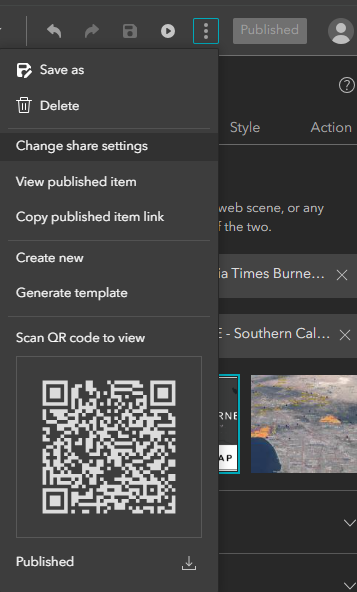 Published
Save as
Delete
Change share settings
View published item
Copy published item link
Create new
Generate template
Scan QR code to view
Published
?
Style Action
web scene, or any
f the two.
ia Times Burne...
E - Southern Cal...
RNE
AP